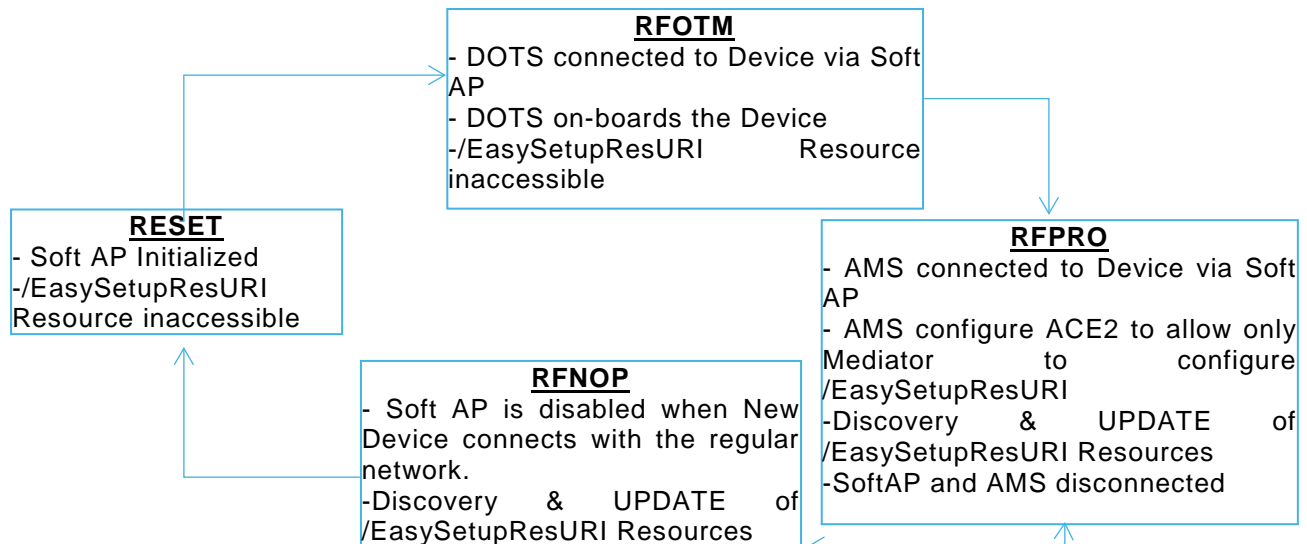 RFOTM
- DOTS connected to Device via Soft
AP
- DOTS on-boards the Device
-/EasySetupResURI Resource
inaccessible
RESET
- Soft AP Initialized
-/EasySetupResURI
Resource inaccessible
RFPRO
- AMS connected to Device via Soft
AP
- AMS configure ACE2 to allow only
Mediator to configure
/EasySetupResURI
-Discovery & UPDATE of
/EasySetupResURI Resources
-SoftAP and AMS disconnected
RFNOP
- Soft AP is disabled when New
Device connects with the regular
network.
-Discovery & UPDATE of
/EasySetupResURI Resources